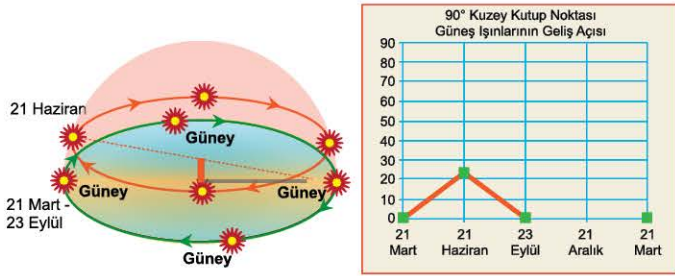 21 Haziran
Güney
Güney
Güney
21 Mart -
23 Eylül
Güney
90° Kuzey Kutup Noktası
Güneş Işınlarının Geliş Açısı
90
80
70
60
50
40
30
20
10
0
21 21 23 21 21
Mart Haziran Eylül Aralık Mart